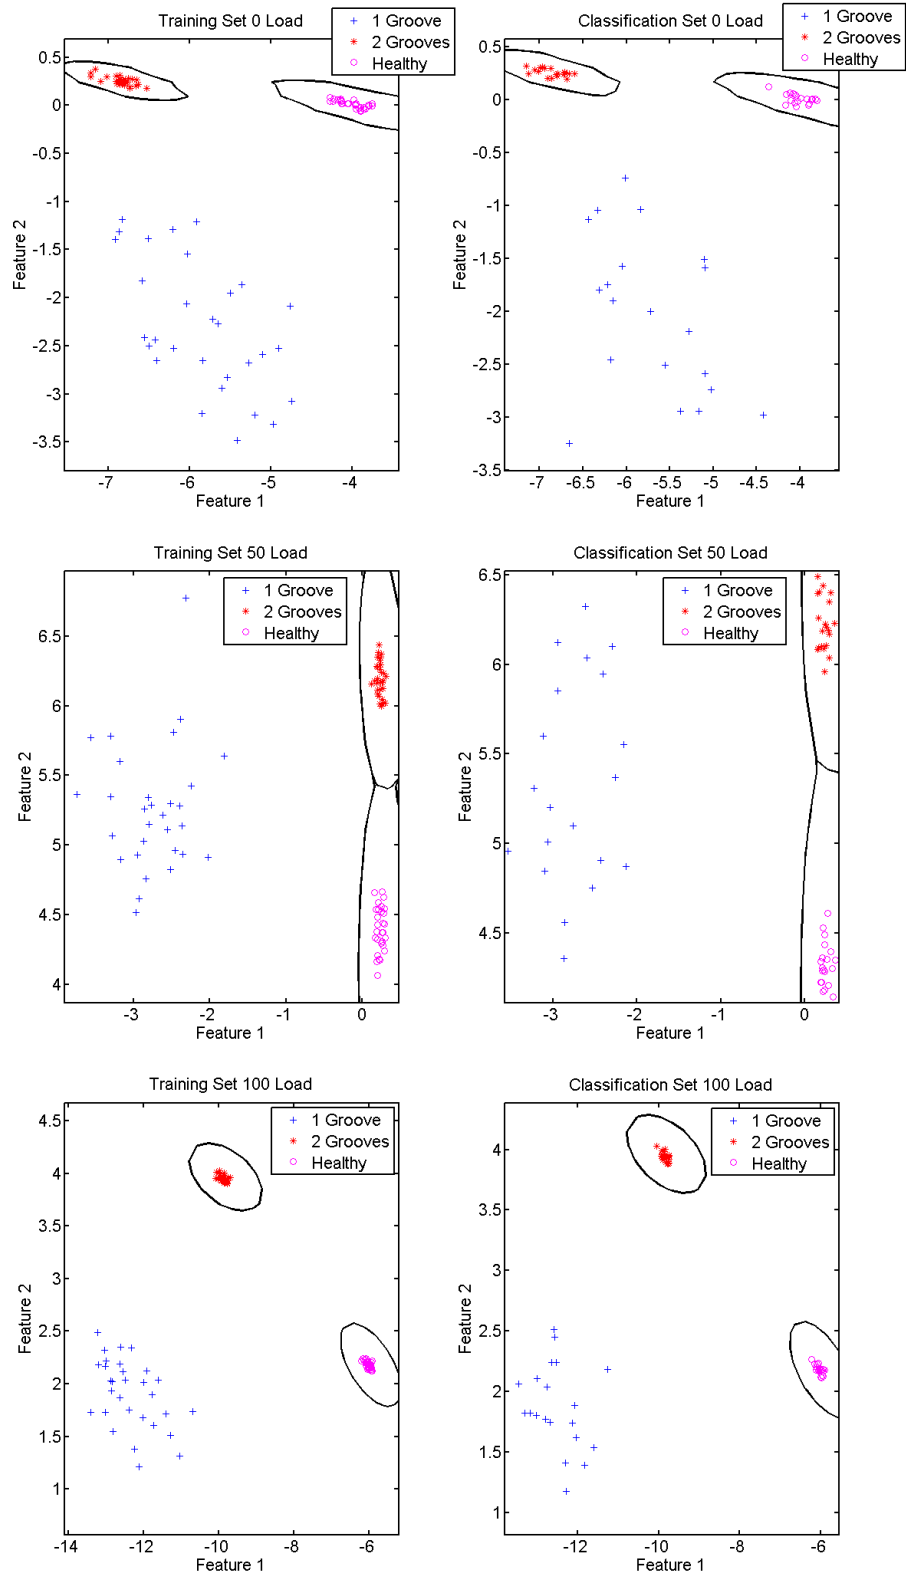 Training Set 0 Load
1 Groove
2 Grooves
Healthy
0.5
0
-0.5
-1
-1.5
-2
-2.5
-3
-3.5
Feature 2
-7
-6
-5
-4
Feature 1
Classification Set 0 Load
1 Groove
2 Grooves
Healthy
0.5
0
-0.5
-1
-1.5
-2
-2.5
-3
-3.5
Feature 2
-7
-6.5
-6
-5.5
-5
-4.5
-4
Feature 1
Training Set 50 Load
1 Groove
2 Grooves
Healthy
6.5
6
5.5
5
4.5
4
Feature 2
-3
-2
-1
0
Feature 1
Classification Set 50 Load
1 Groove
2 Grooves
Healthy
6.5
6
5.5
5
4.5
Feature 2
-3
-2
-1
0
Feature 1
Training Set 100 Load
1 Groove
2 Grooves
Healthy
4.5
4
3.5
3
2.5
2
1.5
1
Feature 2
-14
-12
-10
-8
-6
Feature 1
Classification Set 100 Load
1 Groove
2 Grooves
Healthy
4
3.5
3
2.5
2
1.5
1
Feature 2
-12
-10
-8
-6
Feature 1